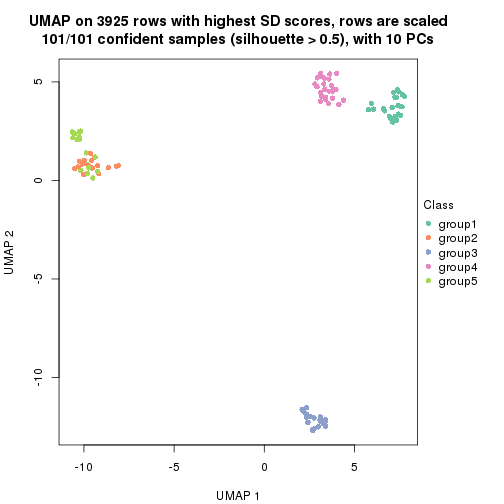 UMAP on 3925 rows with highest SD scores, rows are scaled
101/101 confident samples (silhouette > 0.5), with 10 PCs
5
0
-5
-10
UMAP 2
-10
-5
0
5
UMAP 1
Class
group1
group2
group3
group4
group5